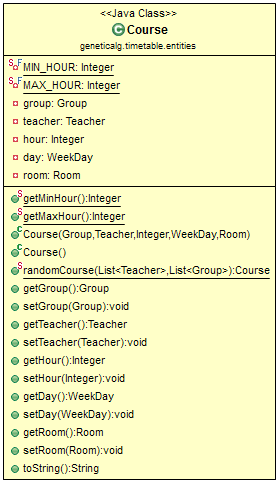 <<Java Class>>
Course
geneticalg.timetable.entities
MIN_HOUR: Integer
MAX_HOUR: Integer
group: Group
teacher: Teacher
hour: Integer
day: WeekDay
room: Room
getMinHour():Integer
getMaxHour():Integer
Course(Group,Teacher,Integer,WeekDay,Room)
Course()
randomCourse(List<Teacher>,List<Group>):Course
getGroup():Group
setGroup(Group):void
getTeacher():Teacher
setTeacher(Teacher):void
getHour():Integer
setHour(Integer):void
getDay():WeekDay
setDay(WeekDay):void
getRoom():Room
setRoom(Room):void
toString():String